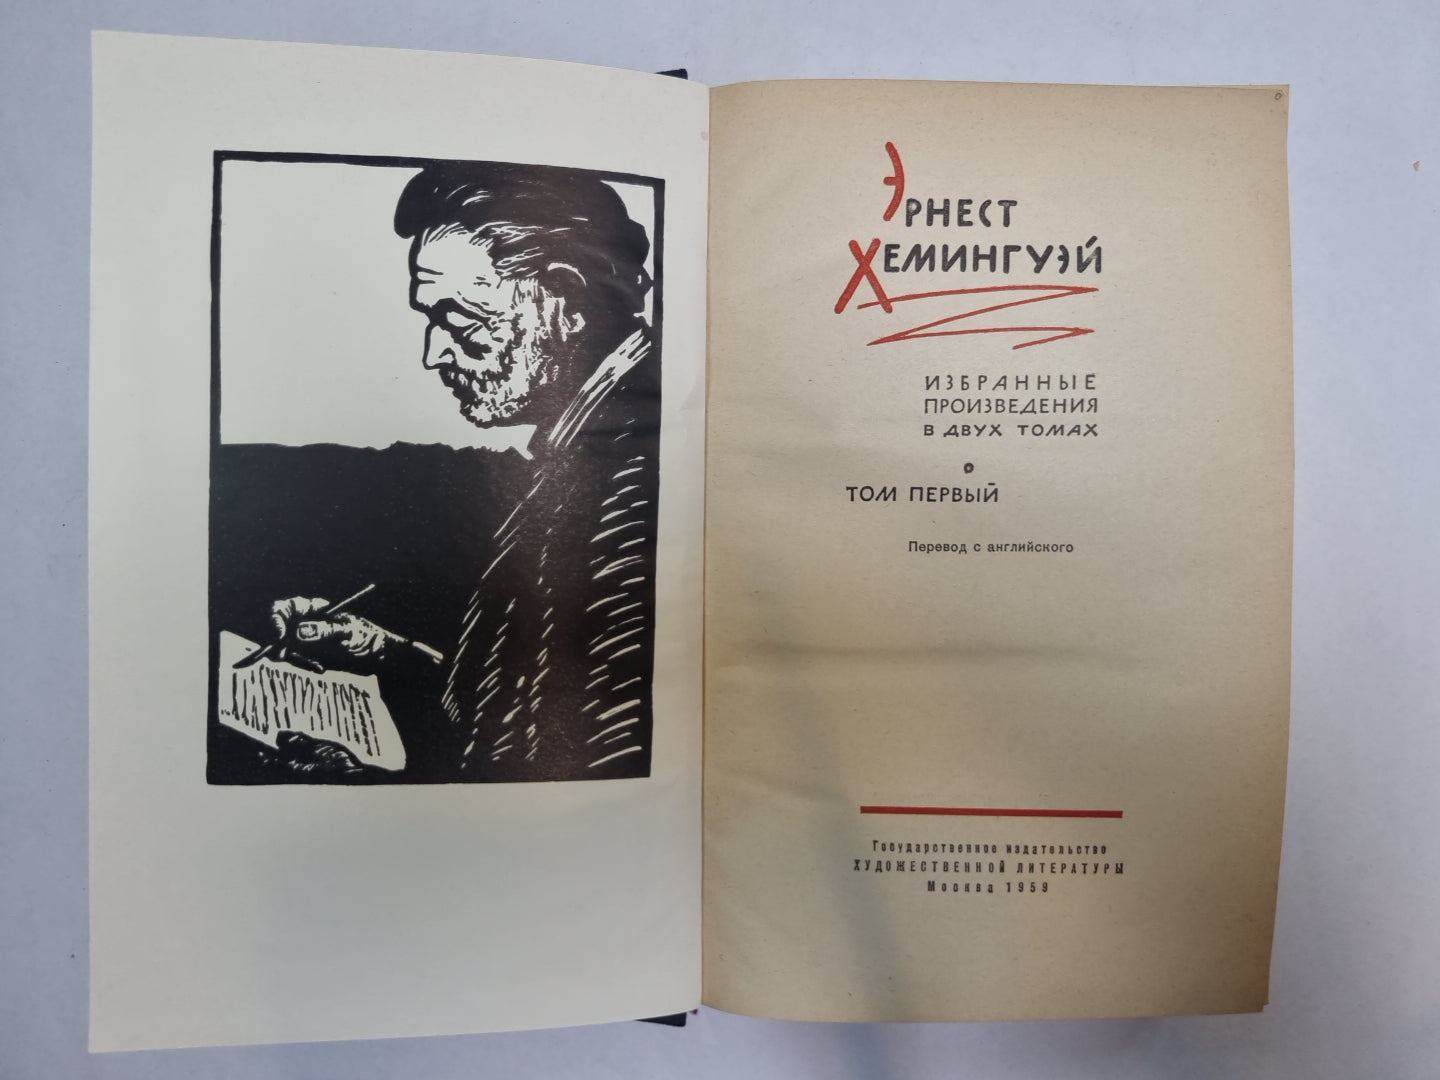 Эрнест
Хемингуэй
ИЗБРАННЫЕ
ПРОИЗВЕДЕНИЯ
В ДВУХ ТОМАХ
ТОМ ПЕРВЫЙ
Перевод с английского
Государственное издательство
ХУДОЖЕСТВЕННОЙ ЛИТЕРАТУРЫ
Москва 1959